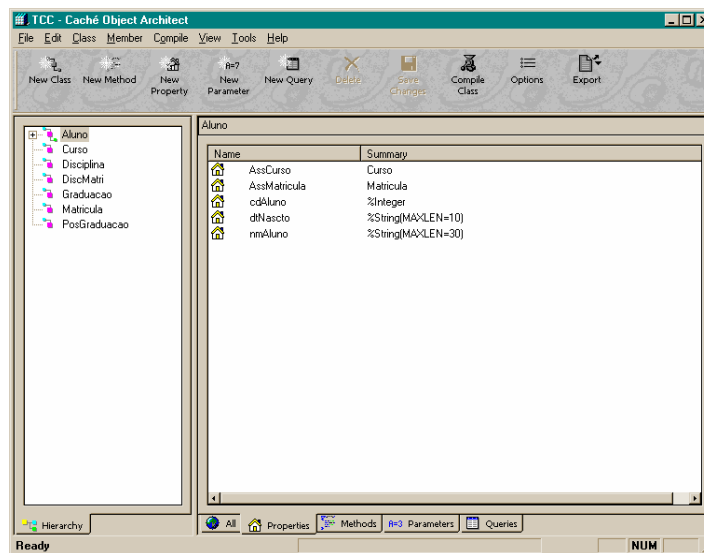 TCC - Caché Object Architect
File Edit Class Member Compile View Tools Help
New Class New Method New Property A=? New Parameter New Query Delete... Save Changes Compile Class Options Export
Aluno
Curso
Disciplina
DiscMatri
Graduacao
Matricula
PosGraduacao
Hierarchy
Aluno
Name Summary
AssCurso Curso
AssMatricula Matricula
cdAluno %Integer
dtNascto %String(MAXLEN=10)
nmAluno %String(MAXLEN=30)
All Properties Methods A=3 Parameters Queries
Ready NUM